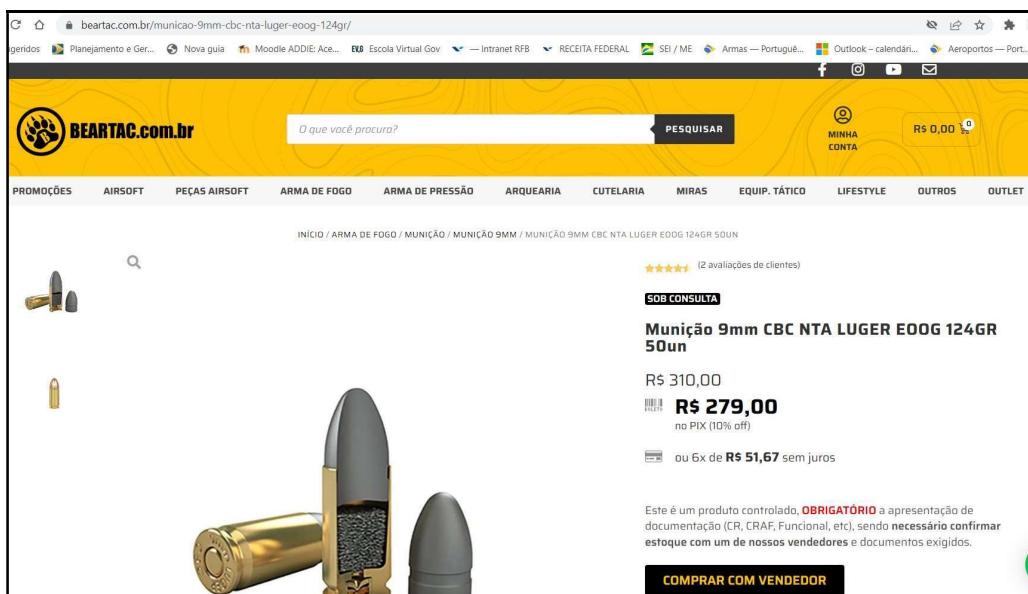 beartac.com.br/municao-9mm-cbc-nta-luger-eoog-124gr/
geridos Planejamento e Ger... Nova guia Moodle ADDIE: Ace... EV.G Escola Virtual Gov — Intranet RFB RECEITA FEDERAL SEI / ME Armas — Portuguê... Outlook – calendári... Aeroportos — Port...
BEARTAC.com.br
O que você procura?
PESQUISAR
MINHA
CONTA
R$ 0,00 0
PROMOÇÕES AIRSOFT PEÇAS AIRSOFT ARMA DE FOGO ARMA DE PRESSÃO ARQUEARIA CUTELARIA MIRAS EQUIP. TÁTICO LIFESTYLE OUTROS OUTLET
INÍCIO / ARMA DE FOGO / MUNIÇÃO / MUNIÇÃO 9MM / MUNIÇÃO 9MM CBC NTA LUGER EOOG 124GR 50UN
(2 avaliações de clientes)
SOB CONSULTA
Munição 9mm CBC NTA LUGER EOOG 124GR
50un
R$ 310,00
BOLETO R$ 279,00
no PIX (10% off)
ou 6x de R$ 51,67 sem juros
Este é um produto controlado, OBRIGATÓRIO a apresentação de
documentação (CR, CRAF, Funcional, etc), sendo necessário confirmar
estoque com um de nossos vendedores e documentos exigidos.
COMPRAR COM VENDEDOR